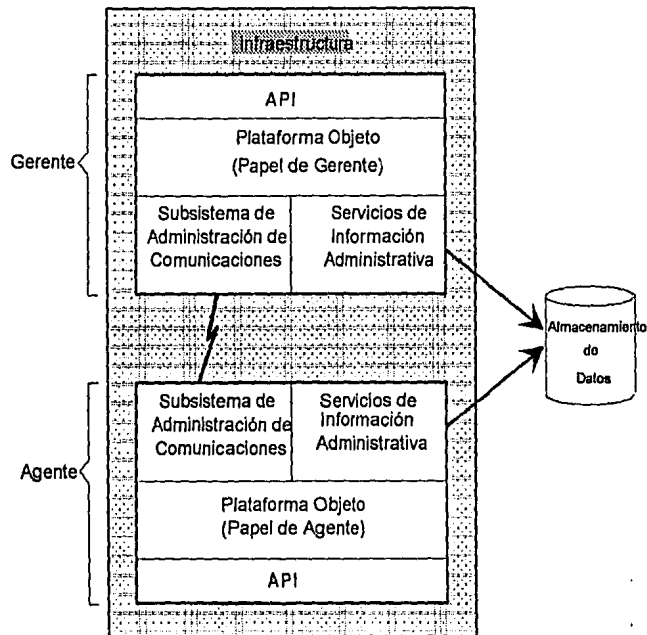 Infraestructura
API
Plataforma Objeto
(Papel de Gerente)
Gerente
Subsistema de
Administración de
Comunicaciones
Servicios de
Información
Administrativa
Almacenamiento
de
Datos
Subsistema de
Administración de
Comunicaciones
Servicios de
Información
Administrativa
Agente
Plataforma Objeto
(Papel de Agente)
API